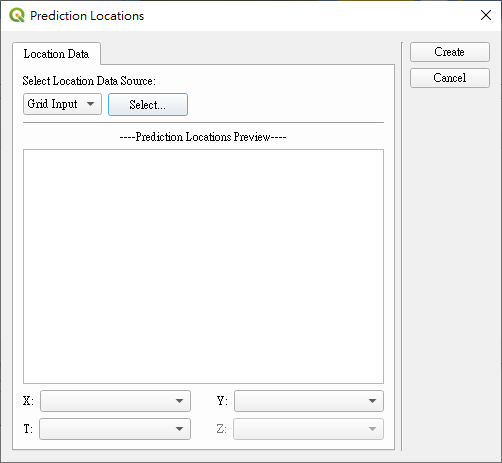 Prediction Locations
Location Data
Select Location Data Source:
Grid Input Select...
----Prediction Locations Preview----
X: Y:
T: Z:
Create
Cancel